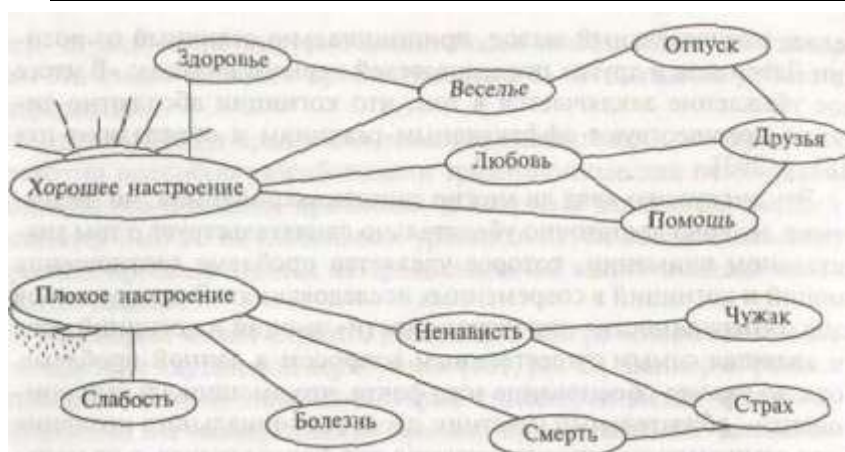 Здоровье
Отпуск
Веселье
Друзья
Любовь
Хорошее настроение
Помощь
Плохое настроение
Чужак
Ненависть
Слабость
Страх
Болезнь
Смерть